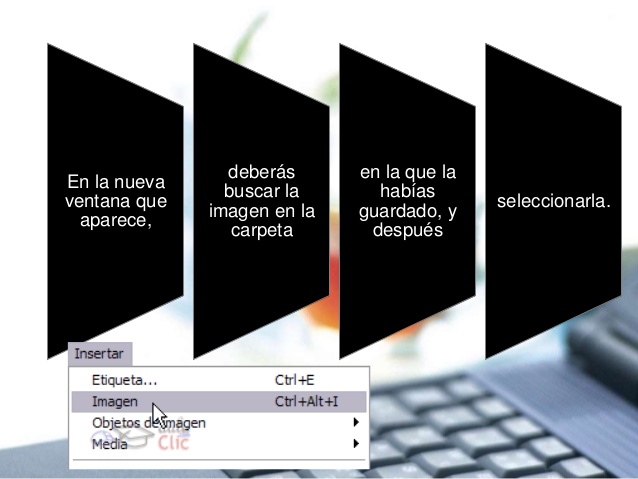 En la nueva
ventana que
aparece,
deberás
buscar la
imagen en la
carpeta
en la que la
habías
guardado, y
después
seleccionarla.
Insertar
Etiqueta... Ctrl+E
Imagen Ctrl+Alt+I
Objetos de imagen
aula
Clic
Media